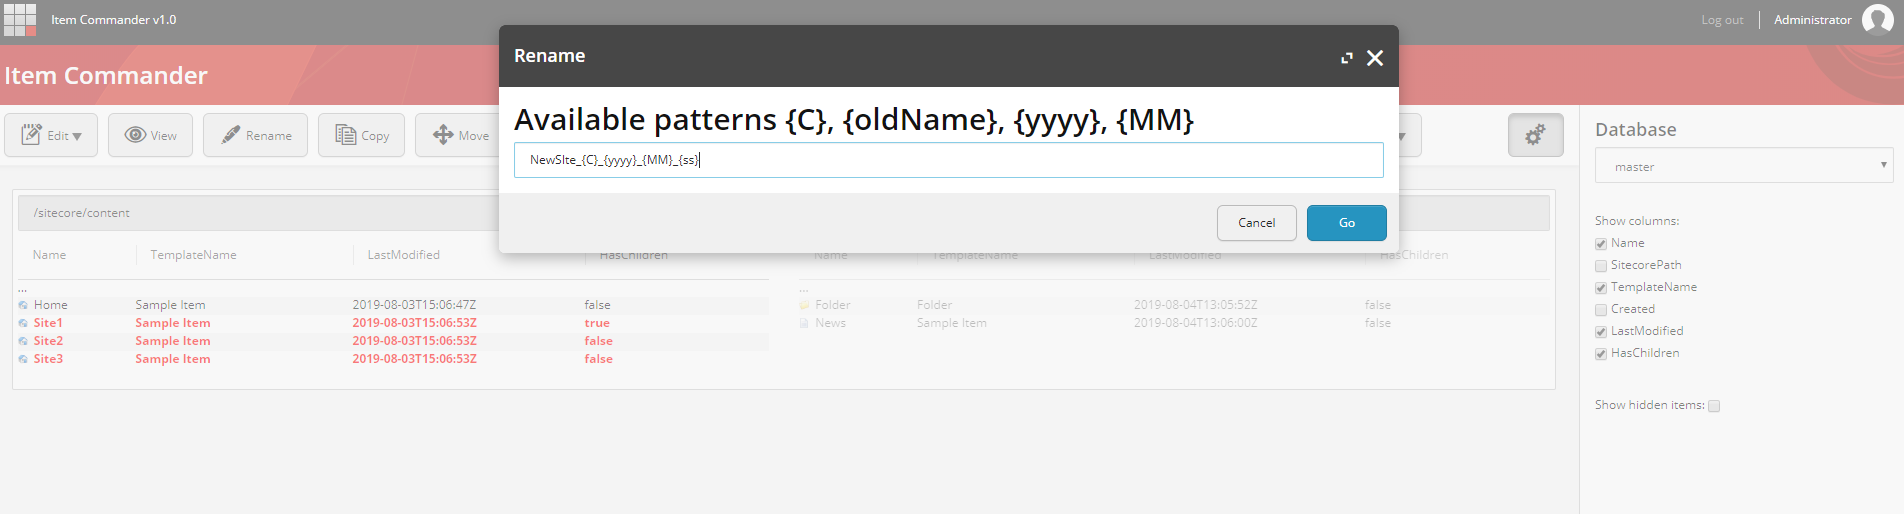 Item Commander v1.0
Log out
Administrator
Item Commander
Rename
Available patterns {C}, {oldName}, {yyyy}, {MM}
NewSIte_{C}_{yyyy}_{MM}_{ss}
Cancel
Go
Edit
View
Rename
Copy
Move
Database
master
/sitecore/content
Name TemplateName LastModified HasChildren
...
Home Sample Item 2019-08-03T15:06:47Z false
Site1 Sample Item 2019-08-03T15:06:53Z true
Site2 Sample Item 2019-08-03T15:06:53Z false
Site3 Sample Item 2019-08-03T15:06:53Z false
Name TemplateName LastModified HasChildren
...
Folder Folder 2019-08-04T13:05:52Z false
News Sample Item 2019-08-04T13:06:00Z false
Show columns:
Name
SitecorePath
TemplateName
Created
LastModified
HasChildren
Show hidden items: